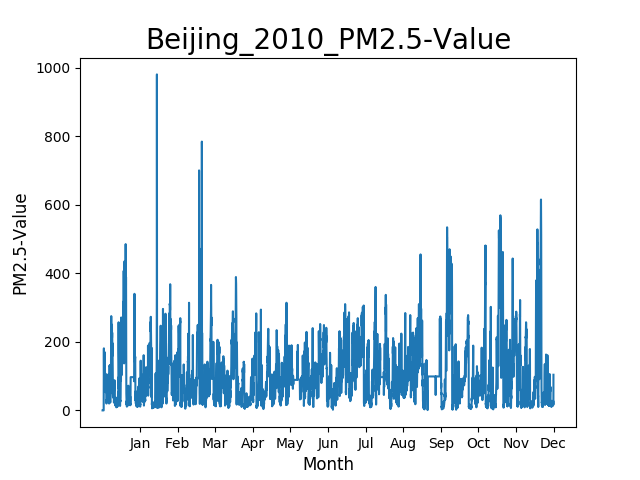 Beijing_2010_PM2.5-Value
1000
800
600
400
200
0
PM2.5-Value
Jan Feb Mar Apr May Jun Jul Aug Sep Oct Nov Dec
Month